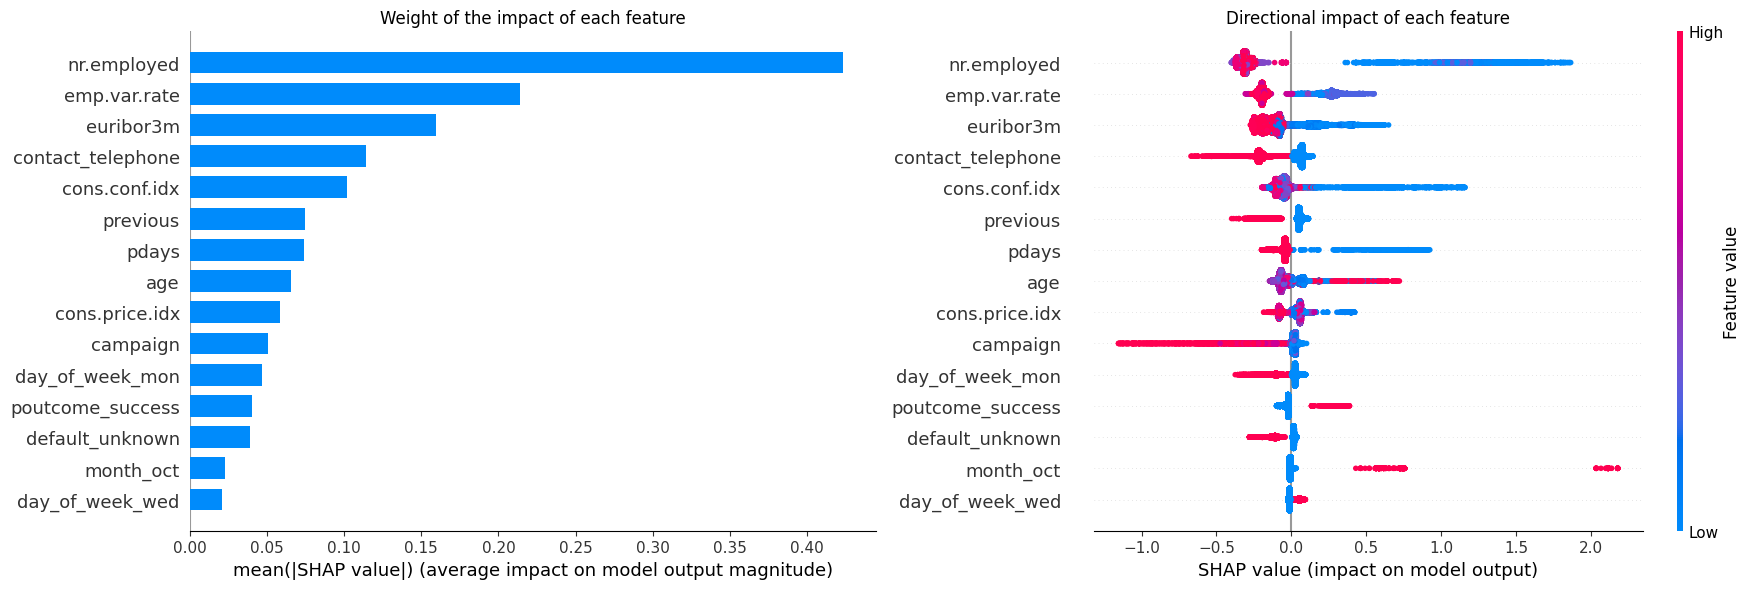 Weight of the impact of each feature
nr.employed
emp.var.rate
euribor3m
contact_telephone
cons.conf.idx
previous
pdays
age
cons.price.idx
campaign
day_of_week_mon
poutcome_success
default_unknown
month_oct
day_of_week_wed
0.00 0.05 0.10 0.15 0.20 0.25 0.30 0.35 0.40
mean(|SHAP value|) (average impact on model output magnitude)
Directional impact of each feature
nr.employed
emp.var.rate
euribor3m
contact_telephone
cons.conf.idx
previous
pdays
age
cons.price.idx
campaign
day_of_week_mon
poutcome_success
default_unknown
month_oct
day_of_week_wed
−1.0 −0.5 0.0 0.5 1.0 1.5 2.0
SHAP value (impact on model output)
High
Feature value
Low